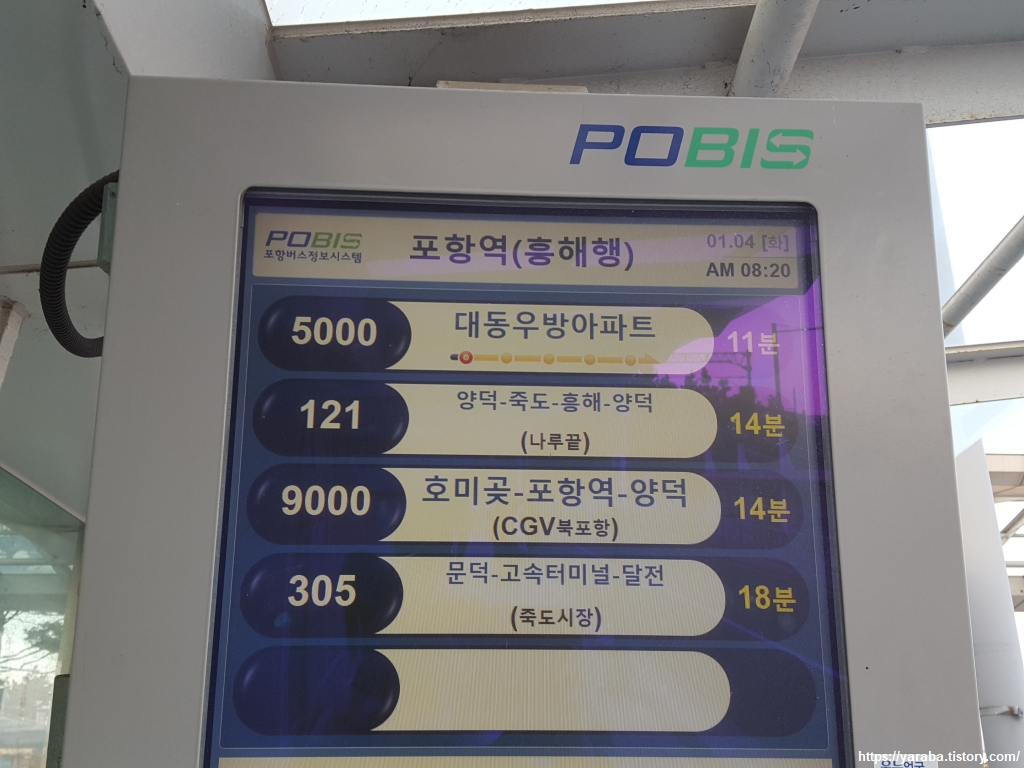 POBIS
POBIS
포항버스정보시스템
포항역(흥해행)
01.04 [화]
AM 08:20
5000 대동우방아파트 11분
121 양덕-죽도-흥해-양덕 14분
(나루끝)
9000 호미곶-포항역-양덕 14분
(CGV북포항)
305 문덕-고속터미널-달전 18분
(죽도시장)
https://yaraba.tistory.com/